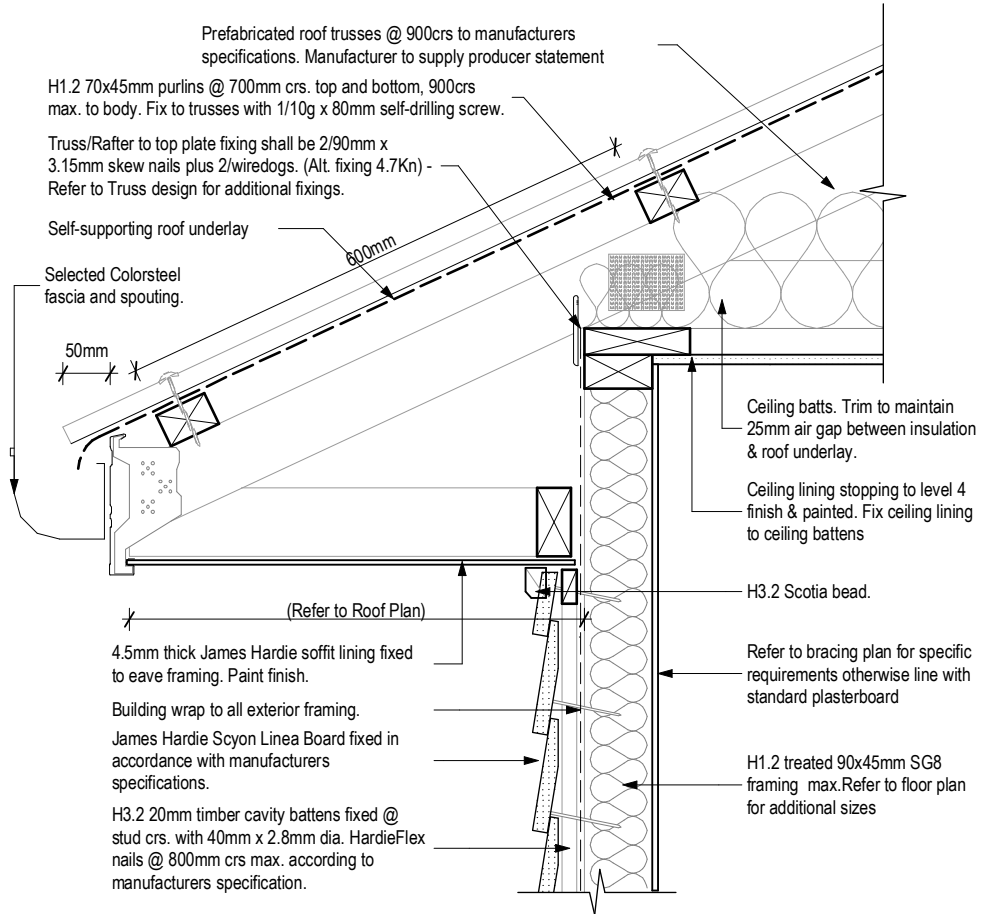 Prefabricated roof trusses @ 900crs to manufacturers
specifications. Manufacturer to supply producer statement
H1.2 70x45mm purlins @ 700mm crs. top and bottom, 900crs
max. to body. Fix to trusses with 1/10g x 80mm self-drilling screw.
Truss/Rafter to top plate fixing shall be 2/90mm x
3.15mm skew nails plus 2/wiredogs. (Alt. fixing 4.7Kn) -
Refer to Truss design for additional fixings.
Self-supporting roof underlay
600mm
Selected Colorsteel
fascia and spouting.
50mm
Ceiling batts. Trim to maintain
25mm air gap between insulation
& roof underlay.
Ceiling lining stopping to level 4
finish & painted. Fix ceiling lining
to ceiling battens
H3.2 Scotia bead.
(Refer to Roof Plan)
4.5mm thick James Hardie soffit lining fixed
to eave framing. Paint finish.
Refer to bracing plan for specific
requirements otherwise line with
standard plasterboard
Building wrap to all exterior framing.
James Hardie Scyon Linea Board fixed in
accordance with manufacturers
specifications.
H1.2 treated 90x45mm SG8
framing  max.Refer to floor plan
for additional sizes
H3.2 20mm timber cavity battens fixed @
stud crs. with 40mm x 2.8mm dia. HardieFlex
nails @ 800mm crs max. according to
manufacturers specification.